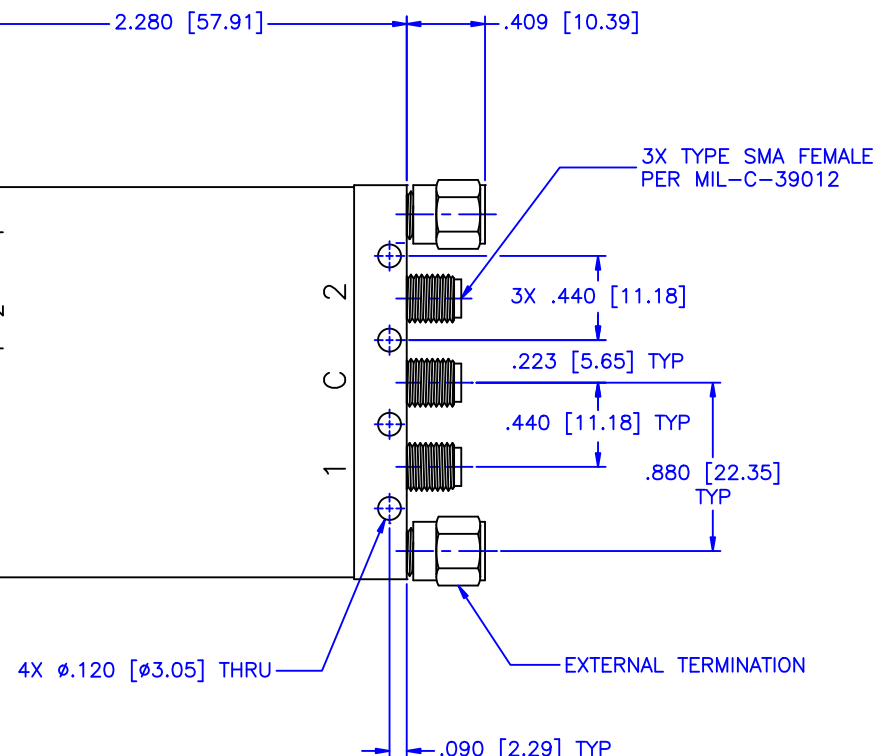 2.280 [57.91]
.409 [10.39]
3X TYPE SMA FEMALE
PER MIL-C-39012
2
3X .440 [11.18]
.223 [5.65] TYP
C
.440 [11.18] TYP
1
.880 [22.35]
TYP
4X ø.120 [ø3.05] THRU
EXTERNAL TERMINATION
.090 [2.29] TYP